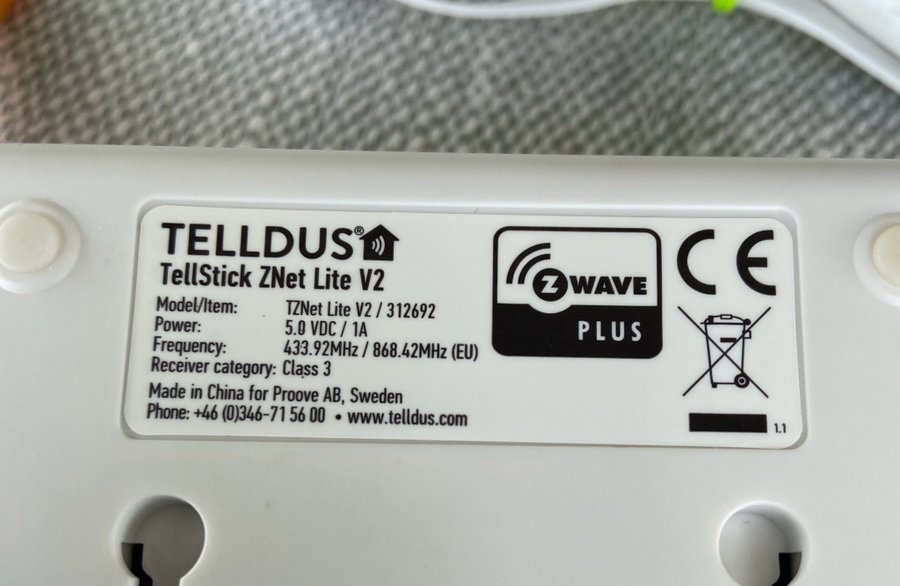 TELLDUS®
TellStick ZNet Lite V2
Model/Item: TZNet Lite V2 / 312692
Power: 5.0 VDC / 1A
Frequency: 433.92MHz / 868.42MHz (EU)
Receiver category: Class 3
Made in China for Proove AB, Sweden
Phone: +46 (0)346-71 56 00 • www.telldus.com
Z WAVE
PLUS
CE
1.1